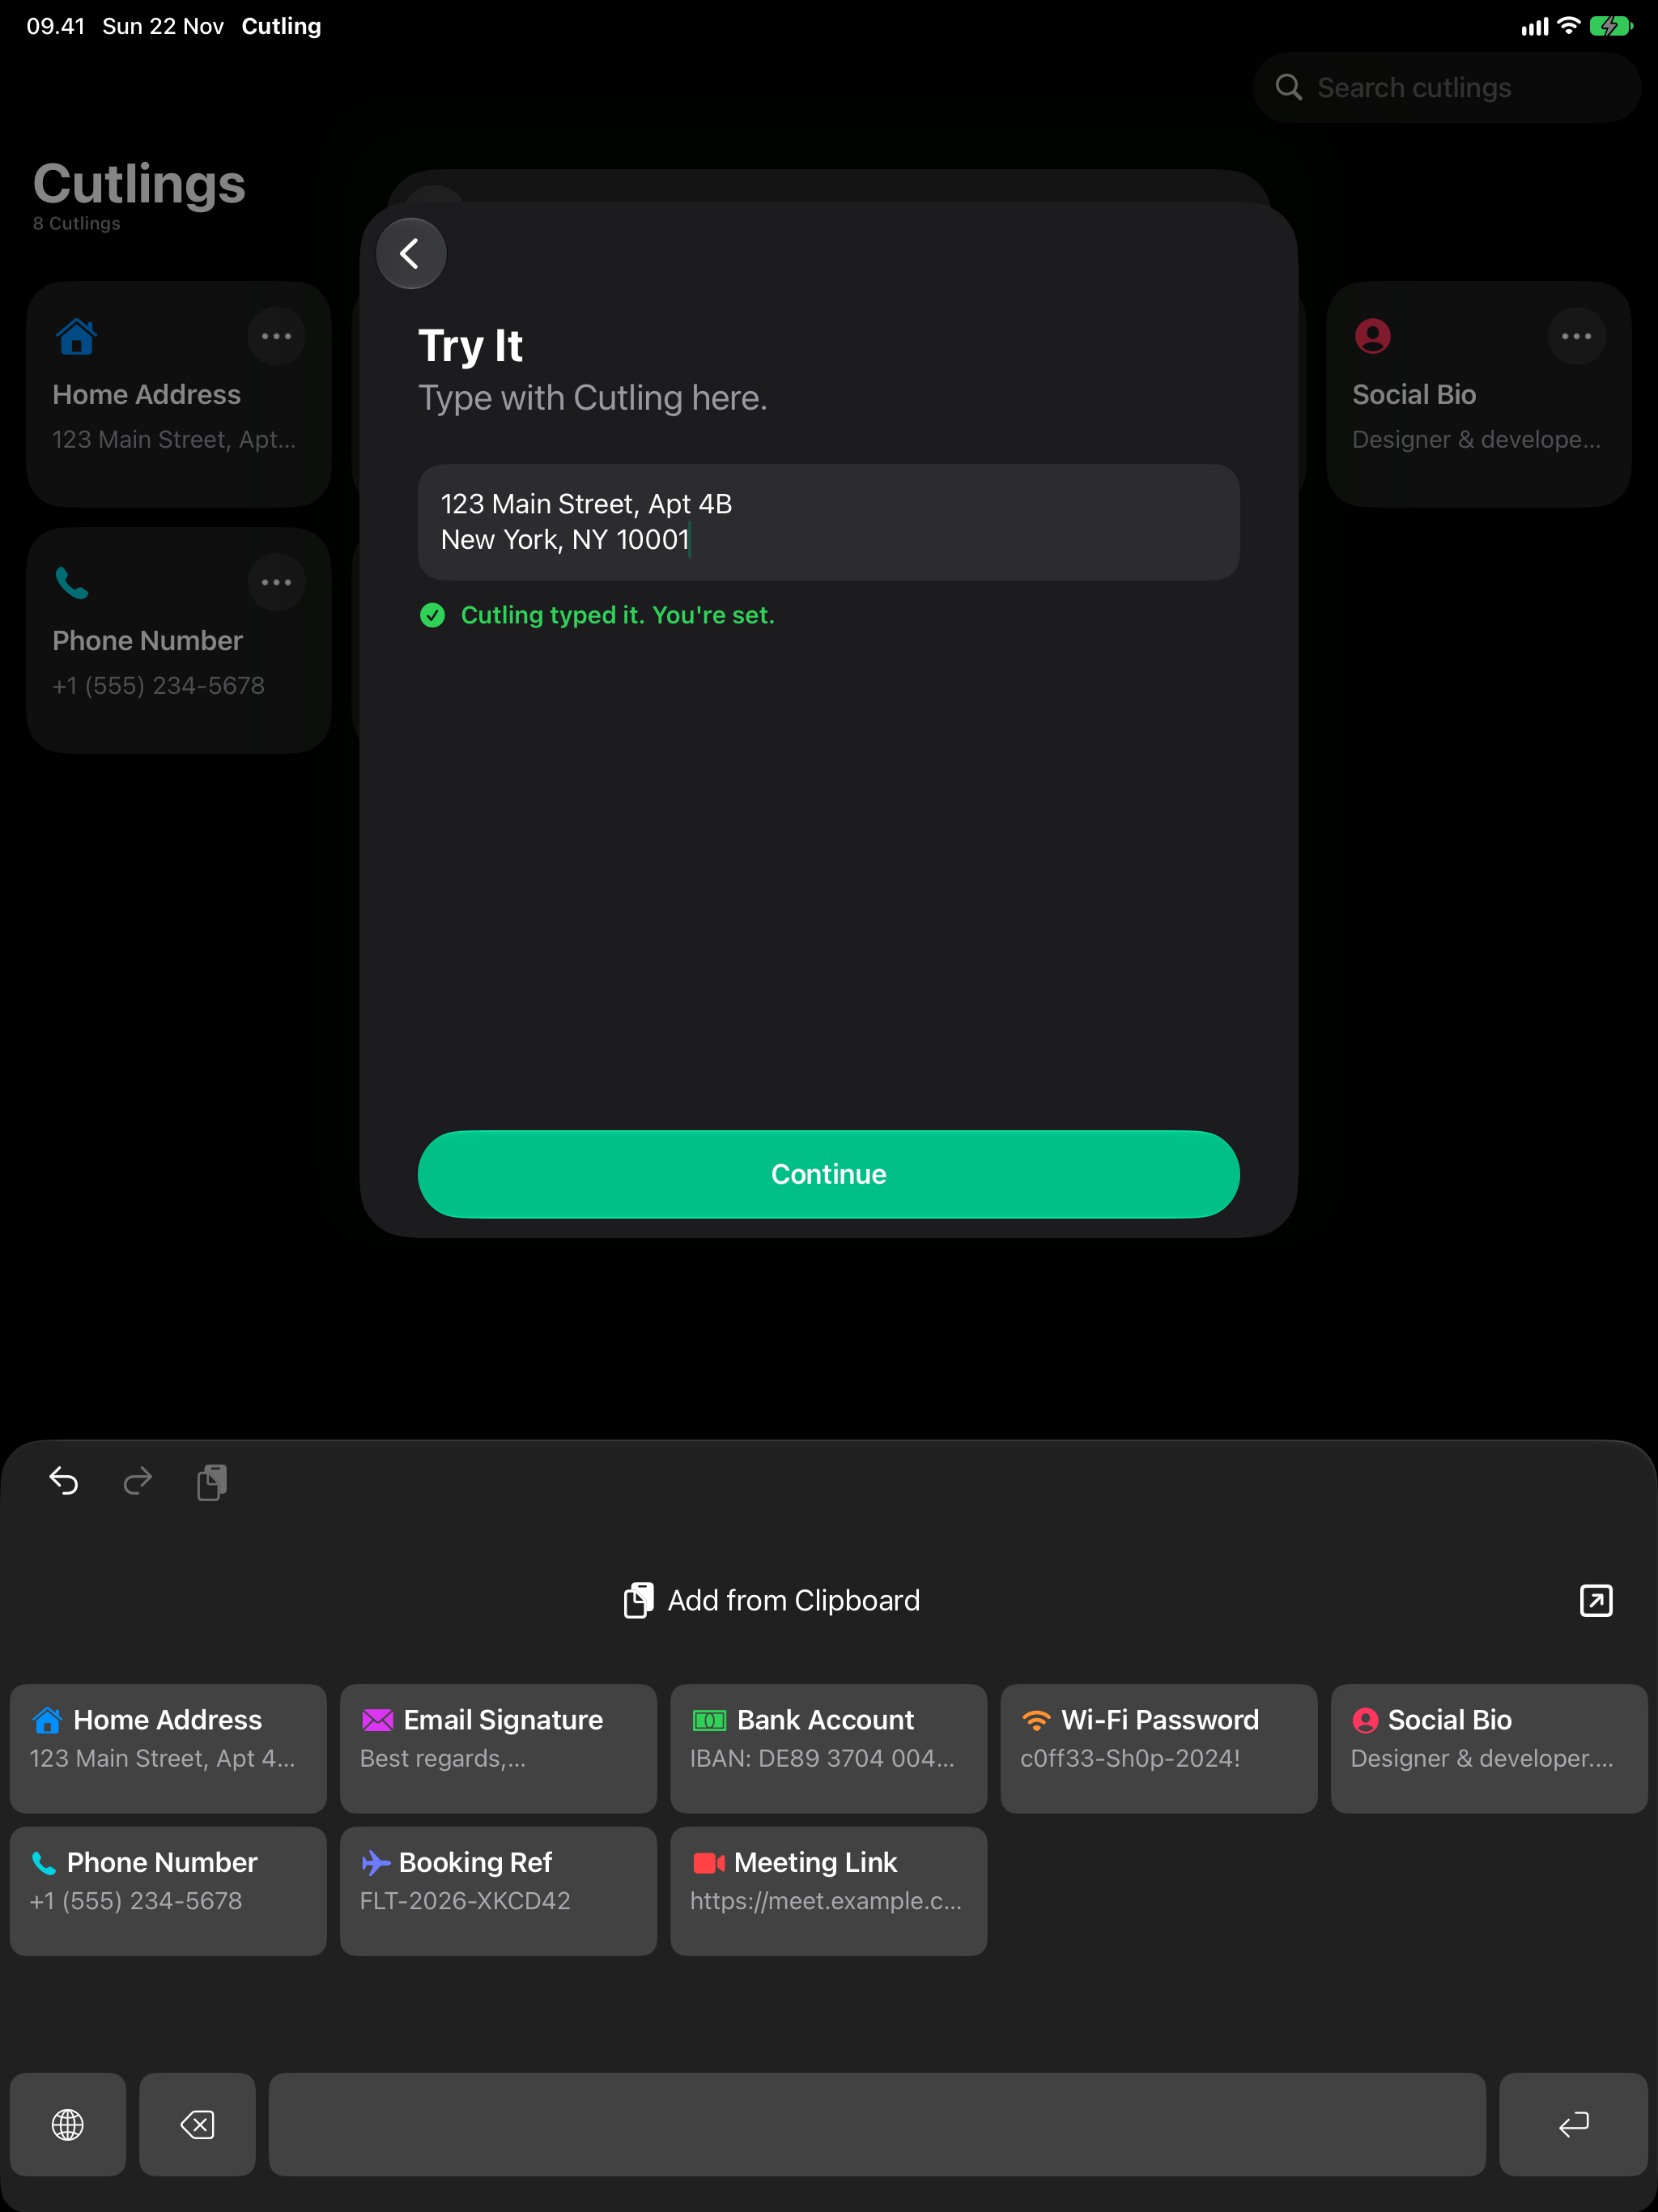 09.41 Sun 22 Nov Cutling
Search cutlings
Cutlings
8 Cutlings
Home Address
123 Main Street, Apt...
Phone Number
+1 (555) 234-5678
Social Bio
Designer & develope...
Try It
Type with Cutling here.
123 Main Street, Apt 4B
New York, NY 10001
Cutling typed it. You're set.
Continue
Add from Clipboard
Home Address
123 Main Street, Apt 4...
Email Signature
Best regards,...
Bank Account
IBAN: DE89 3704 004...
Wi-Fi Password
c0ff33-Sh0p-2024!
Social Bio
Designer & developer....
Phone Number
+1 (555) 234-5678
Booking Ref
FLT-2026-XKCD42
Meeting Link
https://meet.example.c...